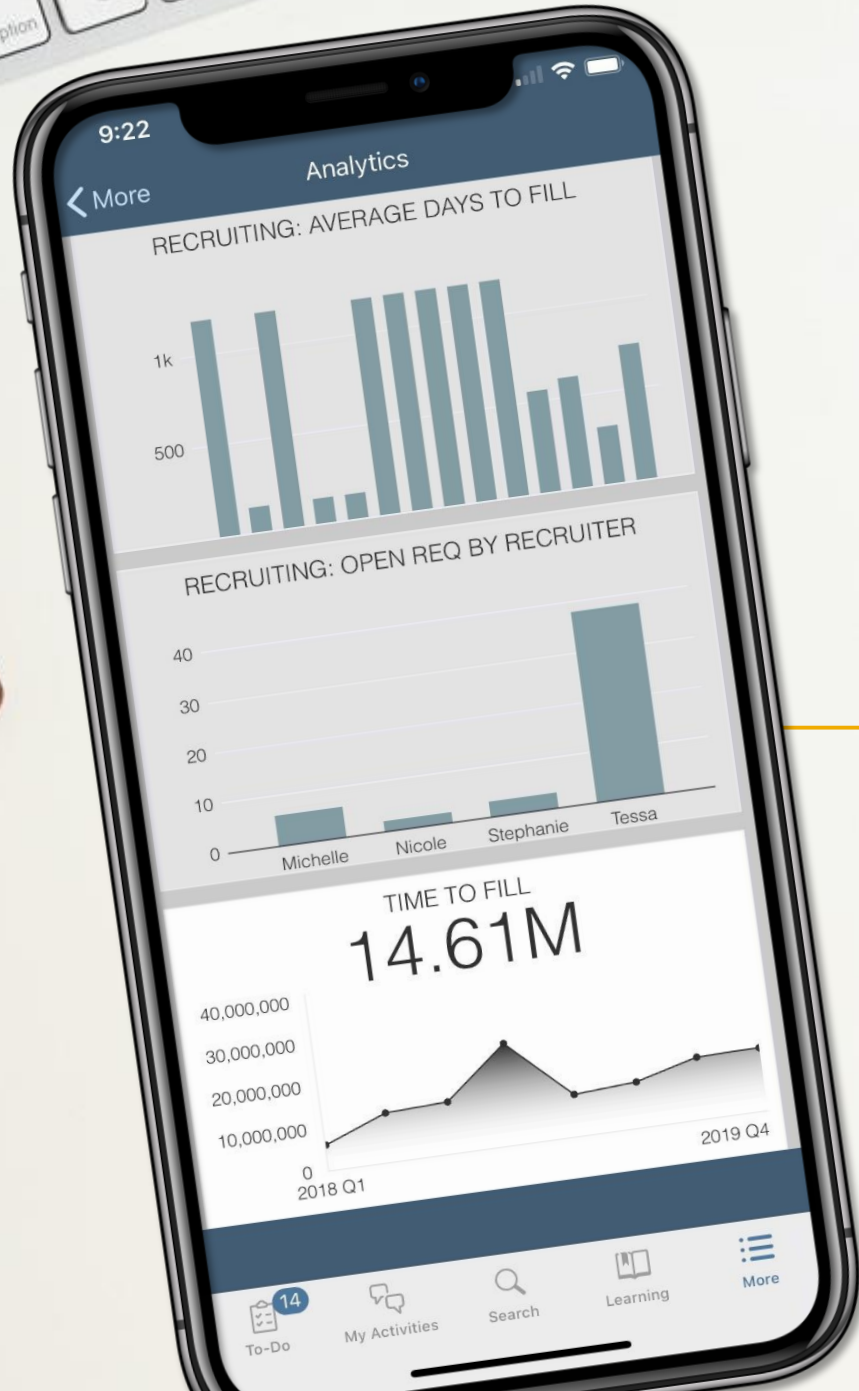 ption
9:22
More
Analytics
RECRUITING: AVERAGE DAYS TO FILL
1k
500
RECRUITING: OPEN REQ BY RECRUITER
40
30
20
10
0
Michelle Nicole Stephanie Tessa
TIME TO FILL
14.61M
40,000,000
30,000,000
20,000,000
10,000,000
0
2018 Q1 2019 Q4
14
To-Do My Activities Search Learning More